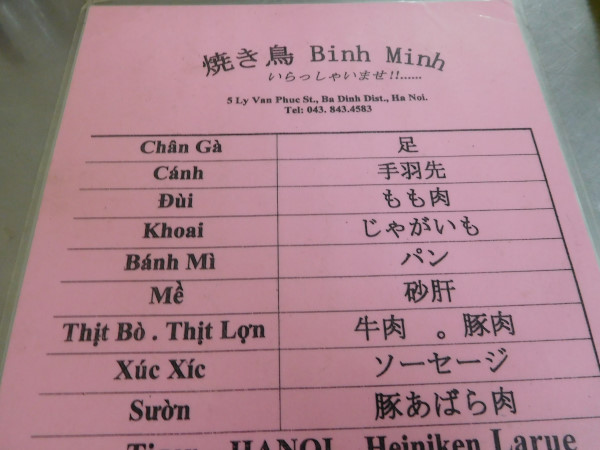 焼き鳥 Binh Minh
いらっしゃいませ!!......
5 Ly Van Phuc St., Ba Dinh Dist., Ha Noi.
Tel: 043. 843.4583
Chân Gà 足
Cánh 手羽先
Đùi もも肉
Khoai じゃがいも
Bánh Mì パン
Mề 砂肝
Thịt Bò . Thịt Lợn 牛肉 。豚肉
Xúc Xíc ソーセージ
Sườn 豚あばら肉
HANOI Heiniken Larue